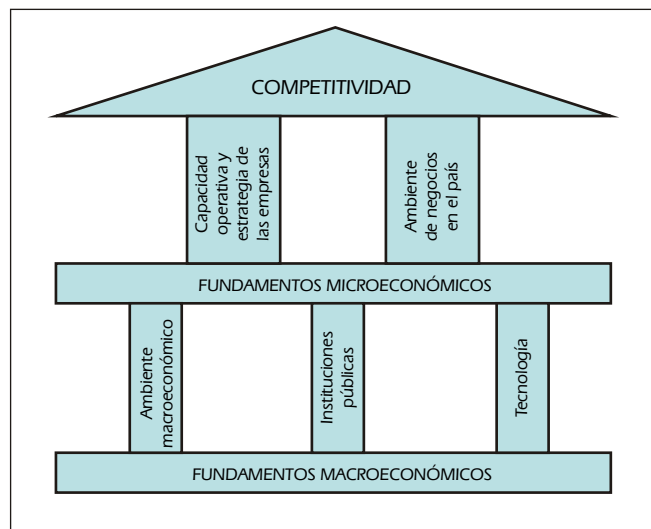 COMPETITIVIDAD
Capacidad
operativa y
estrategia de
las empresas
Ambiente
de negocios
en el país
FUNDAMENTOS MICROECONÓMICOS
Ambiente
macroeconómico
Instituciones
públicas
Tecnología
FUNDAMENTOS MACROECONÓMICOS